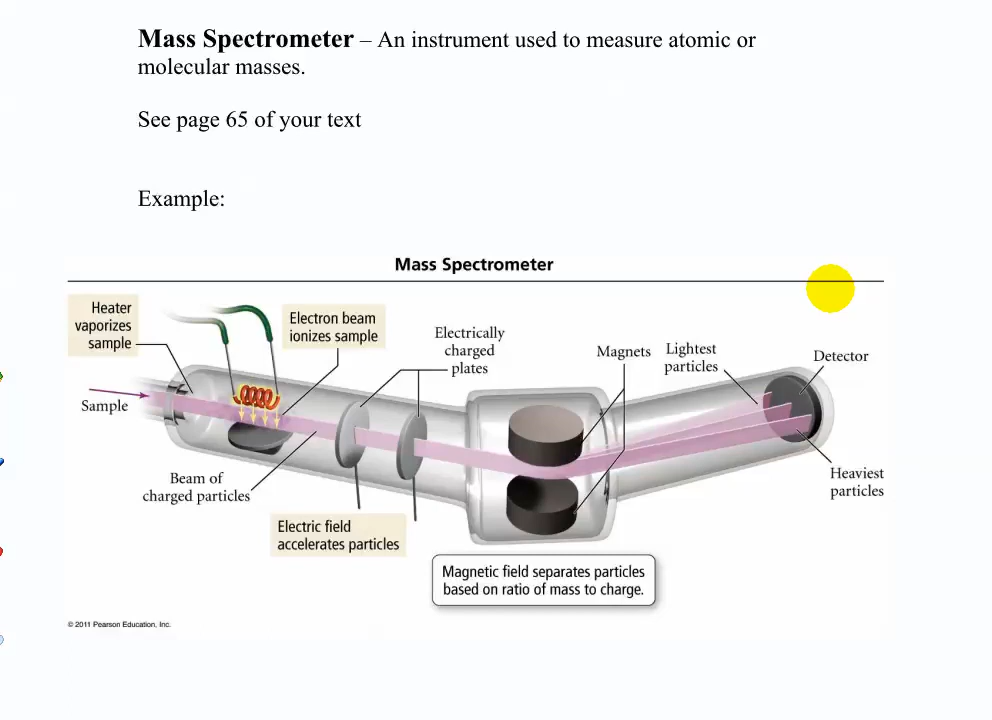 Mass Spectrometer – An instrument used to measure atomic or
molecular masses.
See page 65 of your text
Example:
Mass Spectrometer
Heater
vaporizes
sample
Electron beam
ionizes sample
Electrically
charged
plates
Magnets
Lightest
particles
Detector
Sample
Beam of
charged particles
Heaviest
particles
Electric field
accelerates particles
Magnetic field separates particles
based on ratio of mass to charge.
© 2011 Pearson Education, Inc.